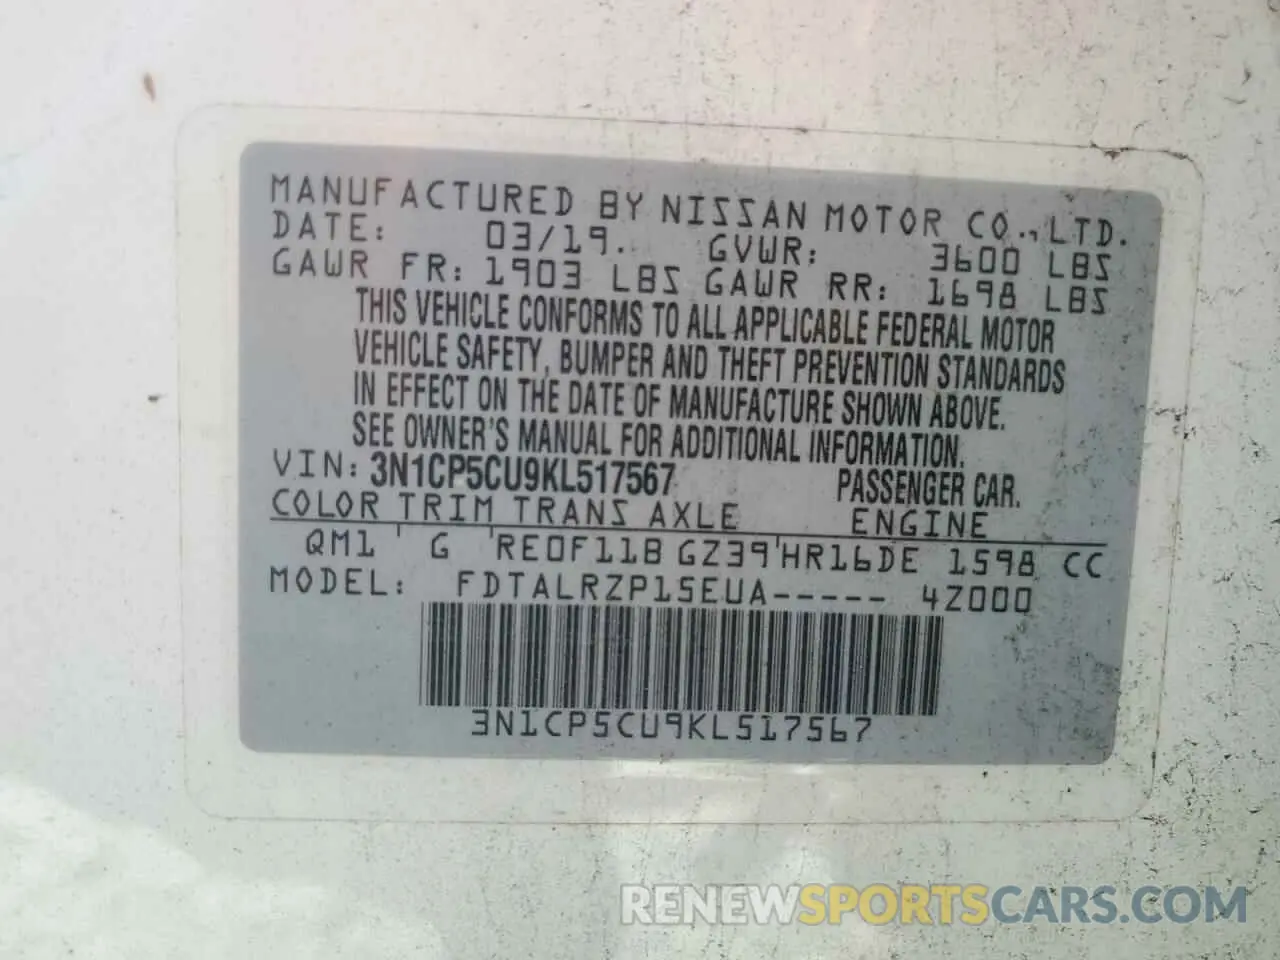 MANUFACTURED BY NISSAN MOTOR CO., LTD.
DATE: 03/19. GVWR: 3600 LBS
GAWR FR: 1903 LBS GAWR RR: 1698 LBS
THIS VEHICLE CONFORMS TO ALL APPLICABLE FEDERAL MOTOR
VEHICLE SAFETY, BUMPER AND THEFT PREVENTION STANDARDS
IN EFFECT ON THE DATE OF MANUFACTURE SHOWN ABOVE.
SEE OWNER'S MANUAL FOR ADDITIONAL INFORMATION.
VIN: 3N1CP5CU9KL517567 PASSENGER CAR.
COLOR TRIM TRANS AXLE ENGINE
QM1 G RE0F11B GZ39 HR16DE 1598 CC
MODEL: FDTALRZP15EUA----- 4Z000
3N1CP5CU9KL517567
RENEWSPORTSCARS.COM